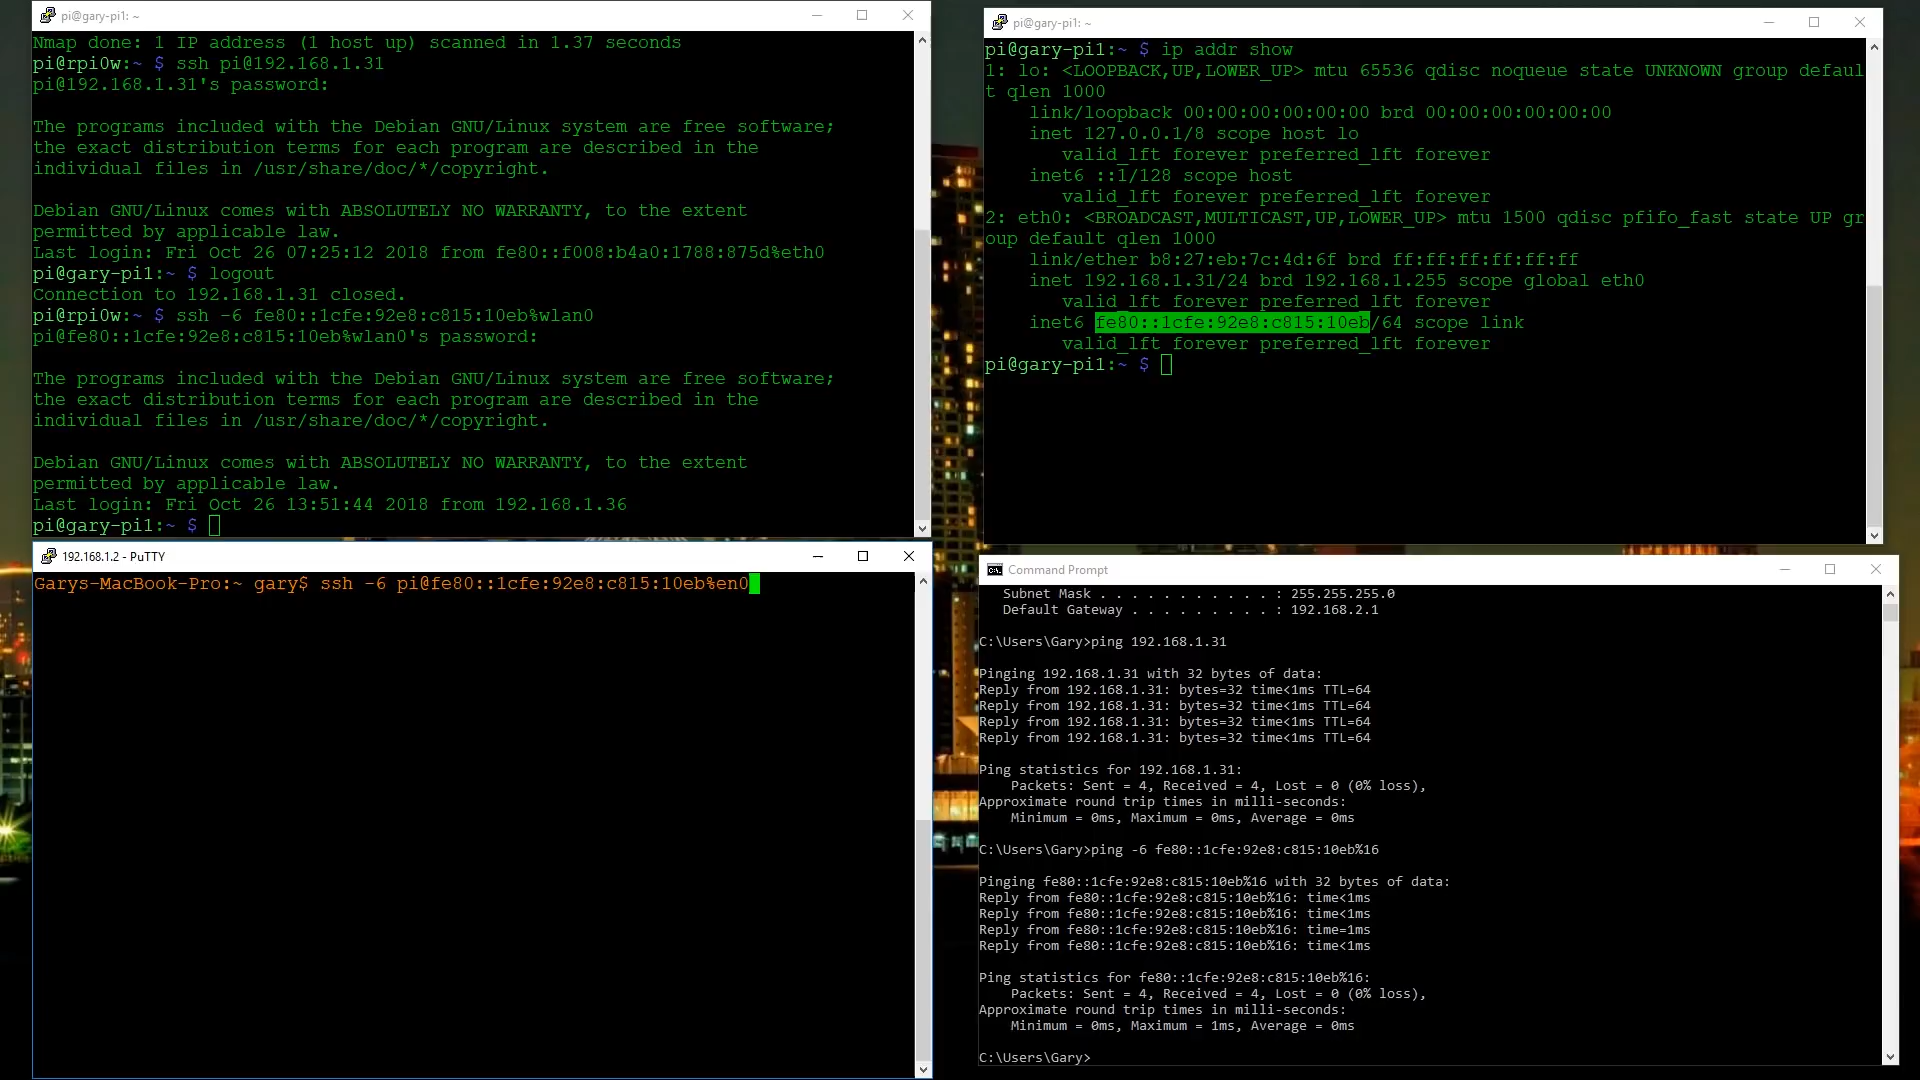 pi@gary-pi1: ~
Nmap done: 1 IP address (1 host up) scanned in 1.37 seconds
pi@rpi0w:~ $ ssh pi@192.168.1.31
pi@192.168.1.31's password:
The programs included with the Debian GNU/Linux system are free software;
the exact distribution terms for each program are described in the
individual files in /usr/share/doc/*/copyright.
Debian GNU/Linux comes with ABSOLUTELY NO WARRANTY, to the extent
permitted by applicable law.
Last login: Fri Oct 26 07:25:12 2018 from fe80::f008:b4a0:1788:875d%eth0
pi@gary-pi1:~ $ logout
Connection to 192.168.1.31 closed.
pi@rpi0w:~ $ ssh -6 fe80::1cfe:92e8:c815:10eb%wlan0
pi@fe80::1cfe:92e8:c815:10eb%wlan0's password:
The programs included with the Debian GNU/Linux system are free software;
the exact distribution terms for each program are described in the
individual files in /usr/share/doc/*/copyright.
Debian GNU/Linux comes with ABSOLUTELY NO WARRANTY, to the extent
permitted by applicable law.
Last login: Fri Oct 26 13:51:44 2018 from 192.168.1.36
pi@gary-pi1:~ $
pi@gary-pi1: ~
pi@gary-pi1:~ $ ip addr show
1: lo: <LOOPBACK,UP,LOWER_UP> mtu 65536 qdisc noqueue state UNKNOWN group defaul
t qlen 1000
link/loopback 00:00:00:00:00:00 brd 00:00:00:00:00:00
inet 127.0.0.1/8 scope host lo
valid_lft forever preferred_lft forever
inet6 ::1/128 scope host
valid_lft forever preferred_lft forever
2: eth0: <BROADCAST,MULTICAST,UP,LOWER_UP> mtu 1500 qdisc pfifo_fast state UP gr
oup default qlen 1000
link/ether b8:27:eb:7c:4d:6f brd ff:ff:ff:ff:ff:ff
inet 192.168.1.31/24 brd 192.168.1.255 scope global eth0
valid_lft forever preferred_lft forever
inet6 fe80::1cfe:92e8:c815:10eb/64 scope link
valid_lft forever preferred_lft forever
pi@gary-pi1:~ $
192.168.1.2 - PuTTY
Garys-MacBook-Pro:~ gary$ ssh -6 pi@fe80::1cfe:92e8:c815:10eb%en0
Command Prompt
Subnet Mask . . . . . . . . . . . : 255.255.255.0
Default Gateway . . . . . . . . . : 192.168.2.1
C:\Users\Gary>ping 192.168.1.31
Pinging 192.168.1.31 with 32 bytes of data:
Reply from 192.168.1.31: bytes=32 time<1ms TTL=64
Reply from 192.168.1.31: bytes=32 time<1ms TTL=64
Reply from 192.168.1.31: bytes=32 time<1ms TTL=64
Reply from 192.168.1.31: bytes=32 time<1ms TTL=64
Ping statistics for 192.168.1.31:
Packets: Sent = 4, Received = 4, Lost = 0 (0% loss),
Approximate round trip times in milli-seconds:
Minimum = 0ms, Maximum = 0ms, Average = 0ms
C:\Users\Gary>ping -6 fe80::1cfe:92e8:c815:10eb%16
Pinging fe80::1cfe:92e8:c815:10eb%16 with 32 bytes of data:
Reply from fe80::1cfe:92e8:c815:10eb%16: time<1ms
Reply from fe80::1cfe:92e8:c815:10eb%16: time<1ms
Reply from fe80::1cfe:92e8:c815:10eb%16: time=1ms
Reply from fe80::1cfe:92e8:c815:10eb%16: time<1ms
Ping statistics for fe80::1cfe:92e8:c815:10eb%16:
Packets: Sent = 4, Received = 4, Lost = 0 (0% loss),
Approximate round trip times in milli-seconds:
Minimum = 0ms, Maximum = 1ms, Average = 0ms
C:\Users\Gary>